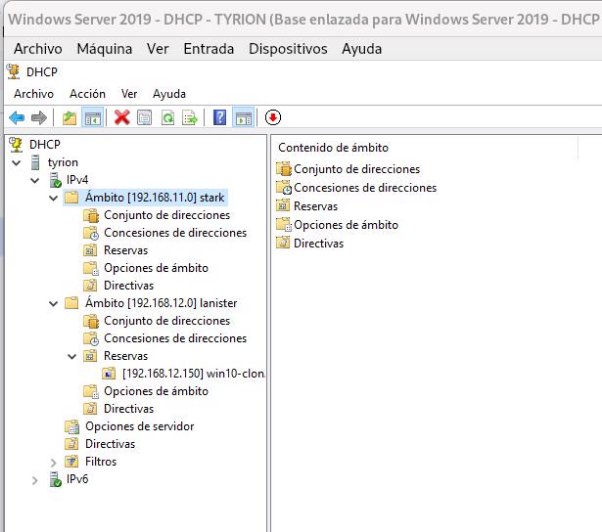 Windows Server 2019 - DHCP - TYRION (Base enlazada para Windows Server 2019 - DHCP
Archivo Máquina Ver Entrada Dispositivos Ayuda
DHCP
Archivo Acción Ver Ayuda
DHCP
tyrion
IPv4
Ámbito [192.168.11.0] stark
Conjunto de direcciones
Concesiones de direcciones
Reservas
Opciones de ámbito
Directivas
Ámbito [192.168.12.0] lanister
Conjunto de direcciones
Concesiones de direcciones
Reservas
[192.168.12.150] win10-clon.
Opciones de ámbito
Directivas
Opciones de servidor
Directivas
Filtros
IPv6
Contenido de ámbito
Conjunto de direcciones
Concesiones de direcciones
Reservas
Opciones de ámbito
Directivas